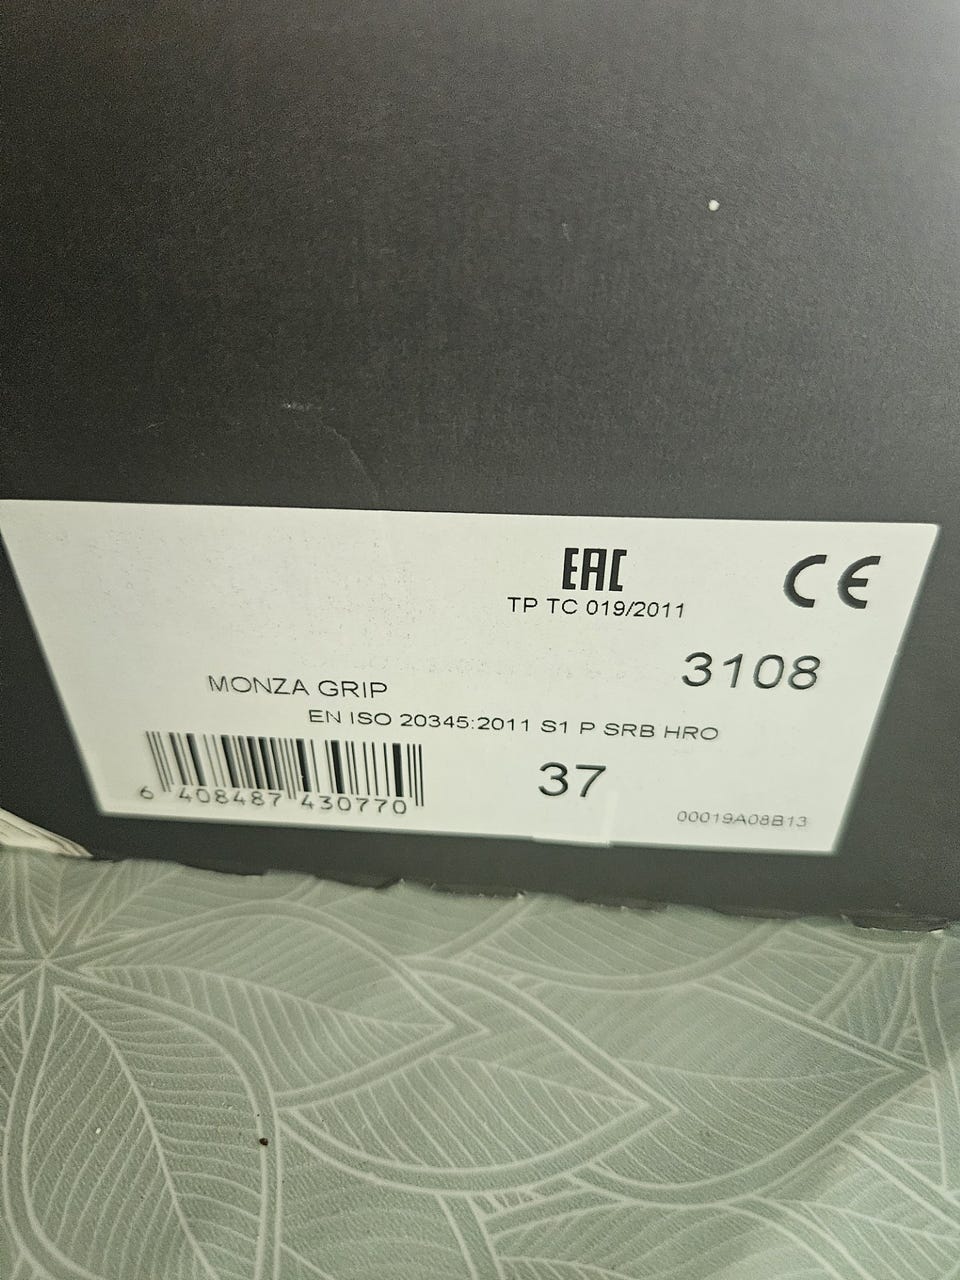 EAC
TP TC 019/2011
CE
3108
MONZA GRIP
EN ISO 20345:2011 S1 P SRB HRO
37
6 408487 430770
00019A08B13